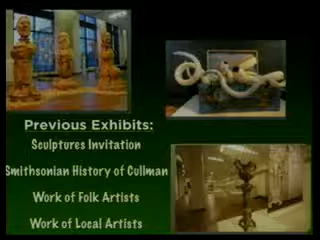 Previous Exhibits:
Sculptures Invitation
Smithsonian History of Cullman
Work of Folk Artists
Work of Local Artists